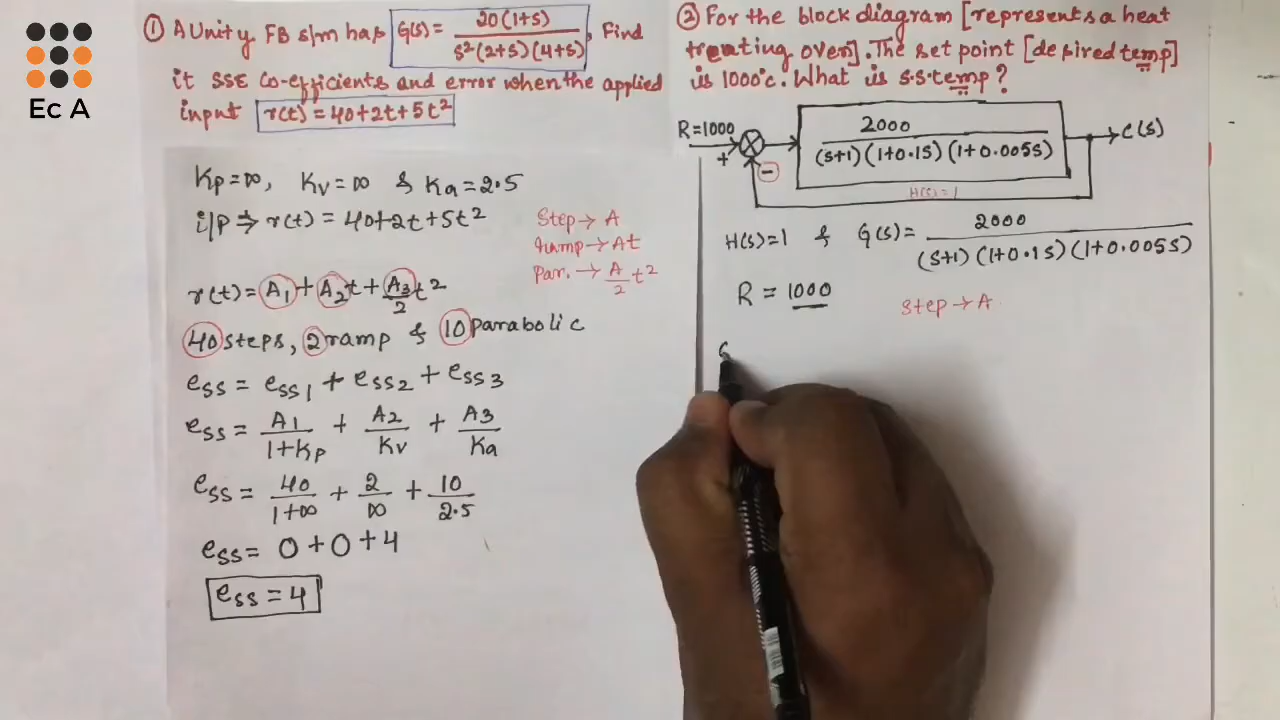 Ec A
① A Unity FB s/m has G(s) = 20(1+s) / s²(2+s)(4+s). Find
it SSE co-efficients and error when the applied
input r(t) = 40+2t+5t²
Kp=∞, Kv=∞ & Ka=2.5
i/p ⇒ r(t) = 40+2t+5t²
Step → A
ramp → At
Par. → A/2 t²
r(t) = A1 + A2t + A3/2 t²
40 steps, 2 ramp & 10 parabolic
ess = ess1 + ess2 + ess3
ess = A1/1+Kp + A2/Kv + A3/Ka
ess = 40/1+∞ + 2/∞ + 10/2.5
ess = 0+0+4
ess = 4
② For the block diagram [represents a heat
treating oven]. The set point [desired temp]
is 1000°c. What is s.s temp?
R=1000
+
−
2000 / (s+1)(1+0.1s)(1+0.005s)
C(s)
H(s)=1
H(s)=1 & G(s) = 2000 / (s+1)(1+0.1s)(1+0.005s)
R = 1000
Step → A